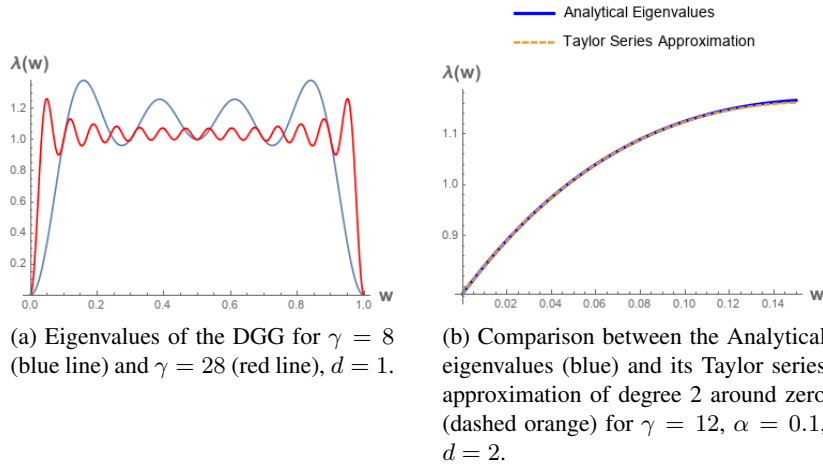 Analytical Eigenvalues
Taylor Series Approximation
λ(w)
1.2
1.0
0.8
0.6
0.4
0.2
0.0
0.2
0.4
0.6
0.8
1.0
w
λ(w)
1.1
1.0
0.9
0.02
0.04
0.06
0.08
0.10
0.12
0.14
w
(a) Eigenvalues of the DGG for γ = 8
(blue line) and γ = 28 (red line), d = 1.
(b) Comparison between the Analytical
eigenvalues (blue) and its Taylor series
approximation of degree 2 around zero
(dashed orange) for γ = 12, α = 0.1,
d = 2.